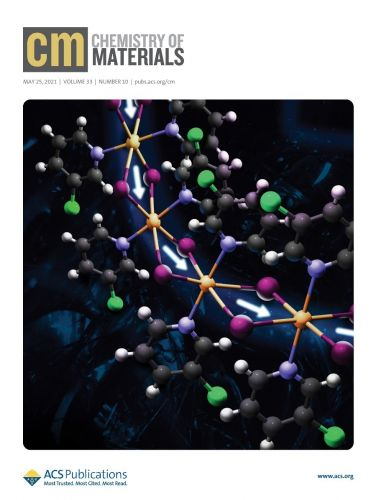 cm CHEMISTRY OF
MATERIALS
MAY 25, 2021 | VOLUME 33 | NUMBER 10 | pubs.acs.org/cm
ACS Publications
Most Trusted. Most Cited. Most Read.
www.acs.org